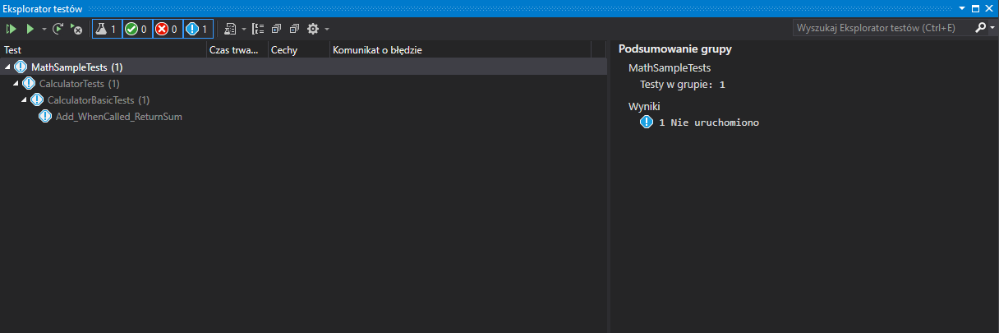 Eksplorator testów
1 0 0 1
Wyszukaj Eksplorator testów (Ctrl+E)
Test Czas trwa... Cechy Komunikat o błędzie
MathSampleTests (1)
CalculatorTests (1)
CalculatorBasicTests (1)
Add_WhenCalled_ReturnSum
Podsumowanie grupy
MathSampleTests
Testy w grupie: 1
Wyniki
1 Nie uruchomiono